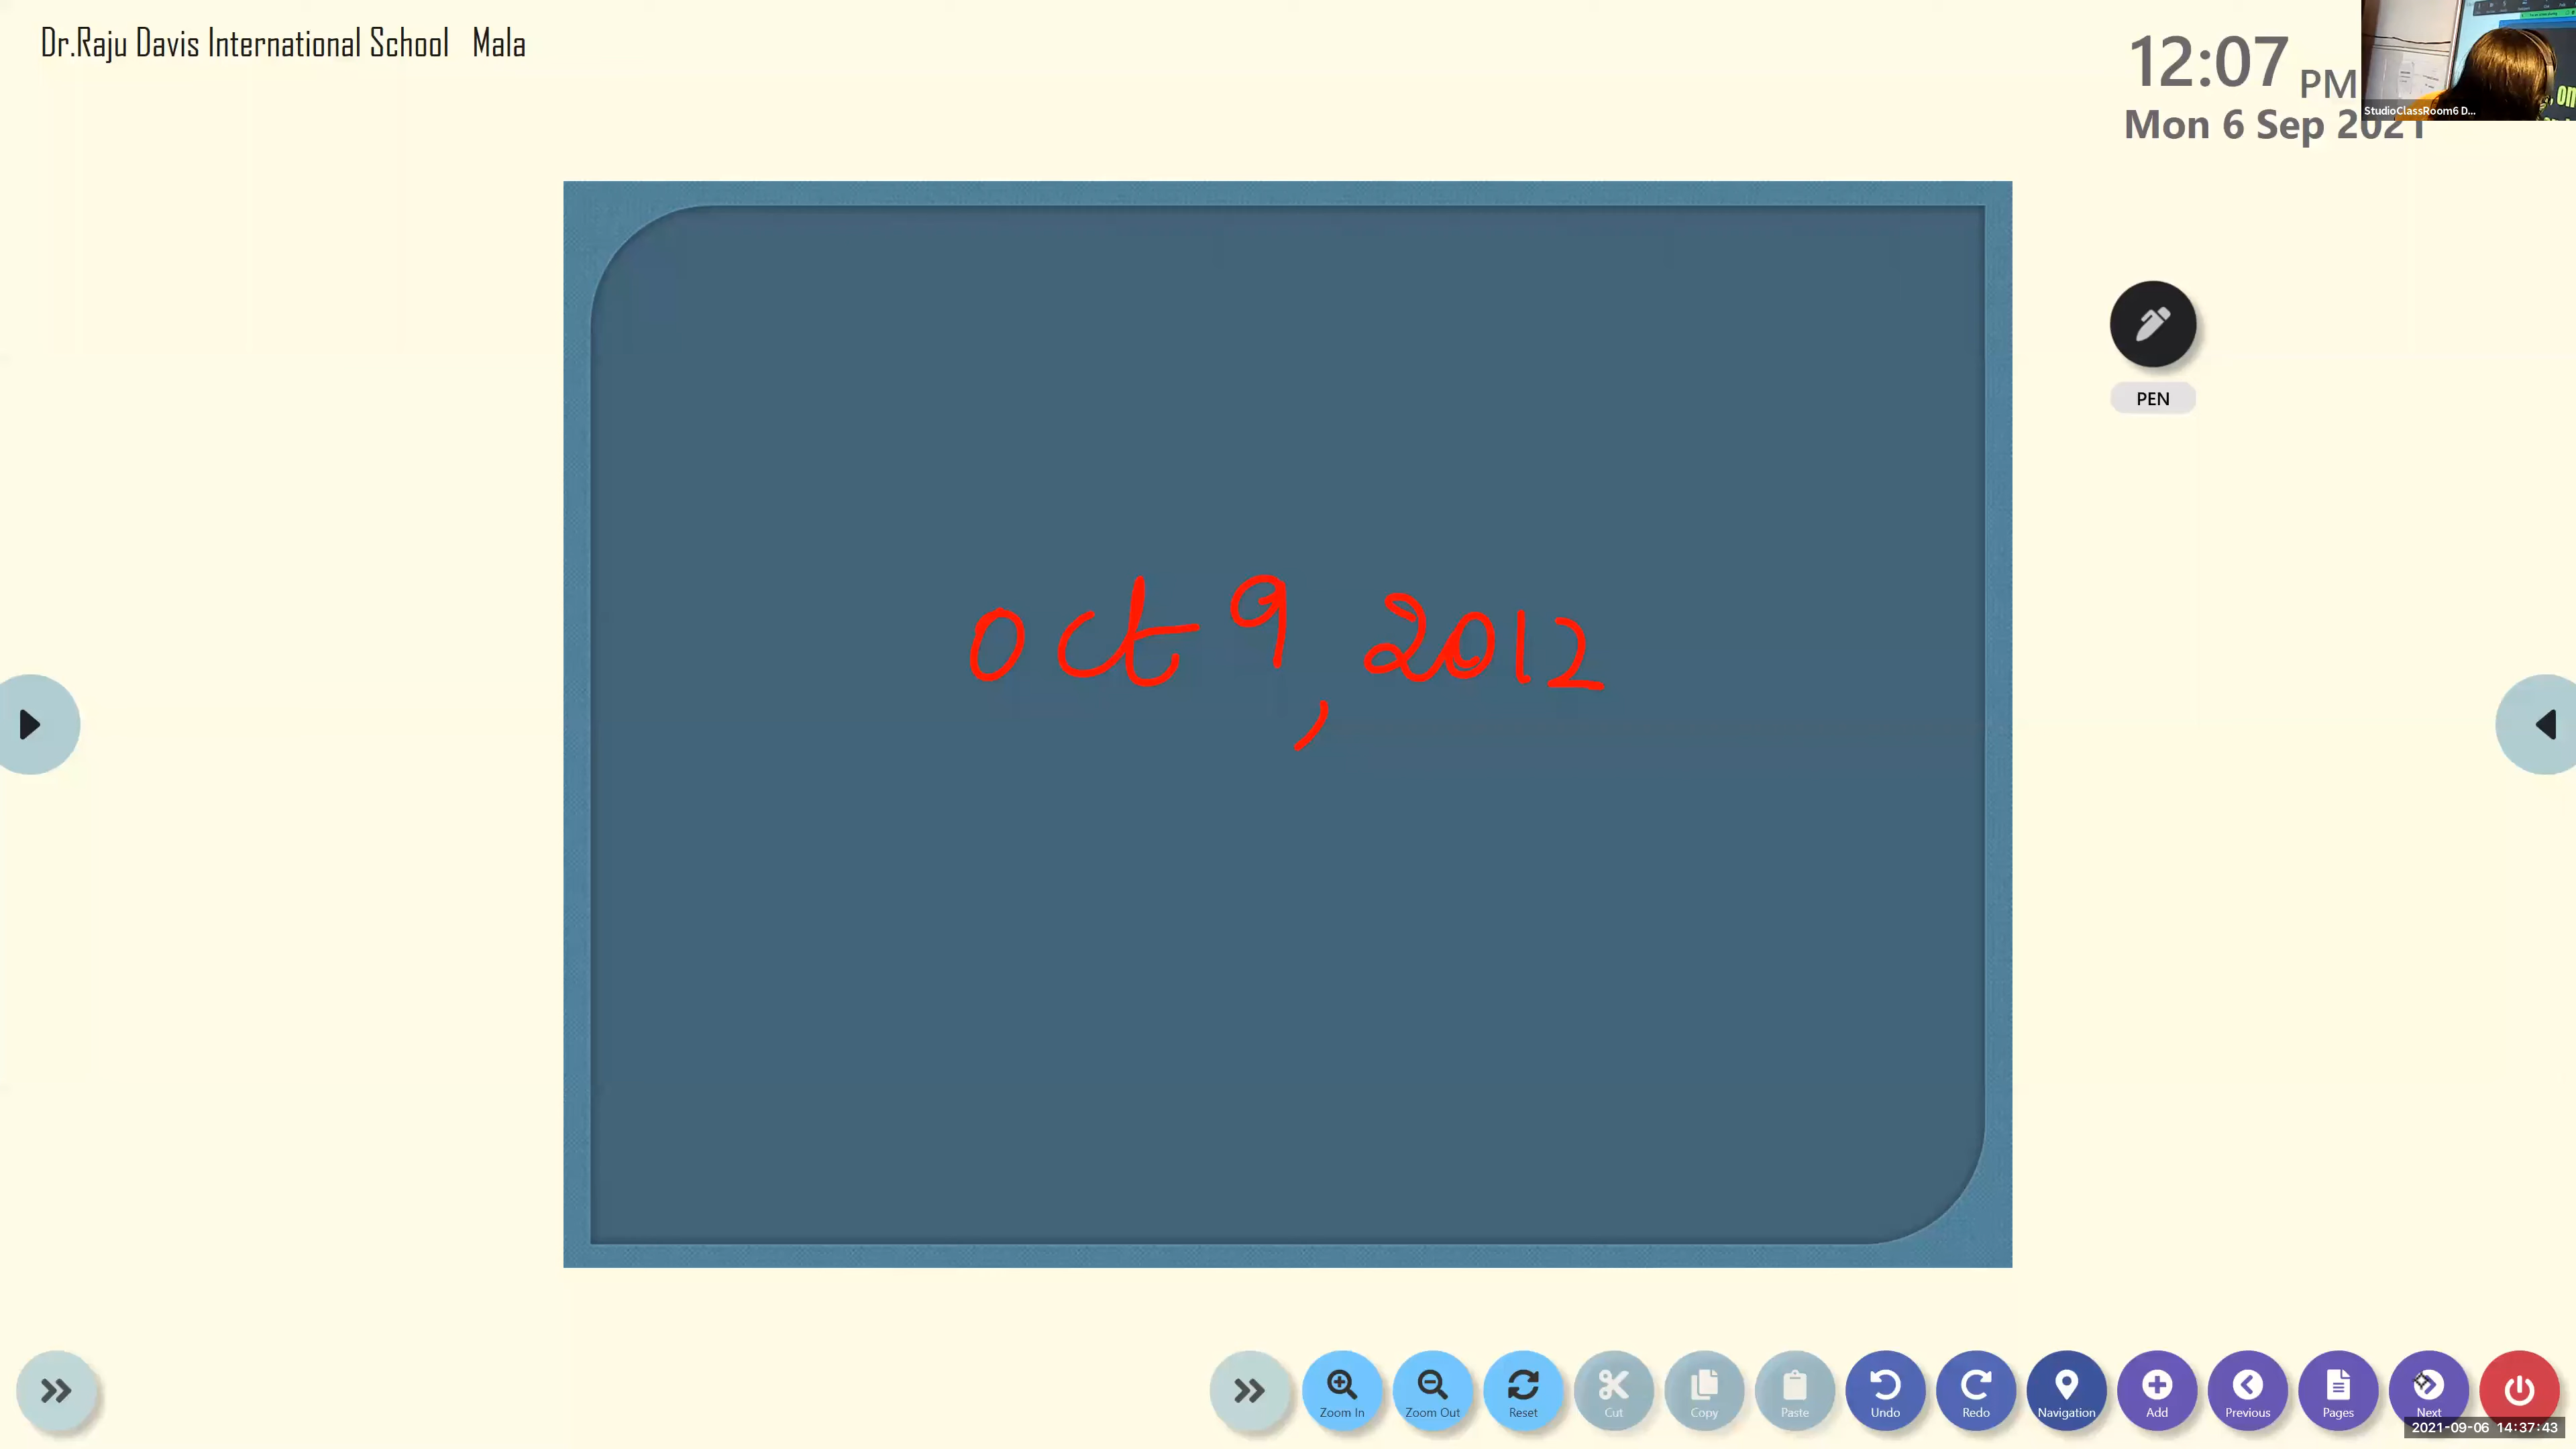 Dr.Raju Davis International School Mala
12:07 PM
Mon 6 Sep 2021
StudioClassRoom6 D...
, on
PEN
oct 9, 2012
Zoom In
Zoom Out
Reset
Cut
Copy
Paste
Undo
Redo
Navigation
Add
Previous
Pages
Next
2021-09-06 14:37:43